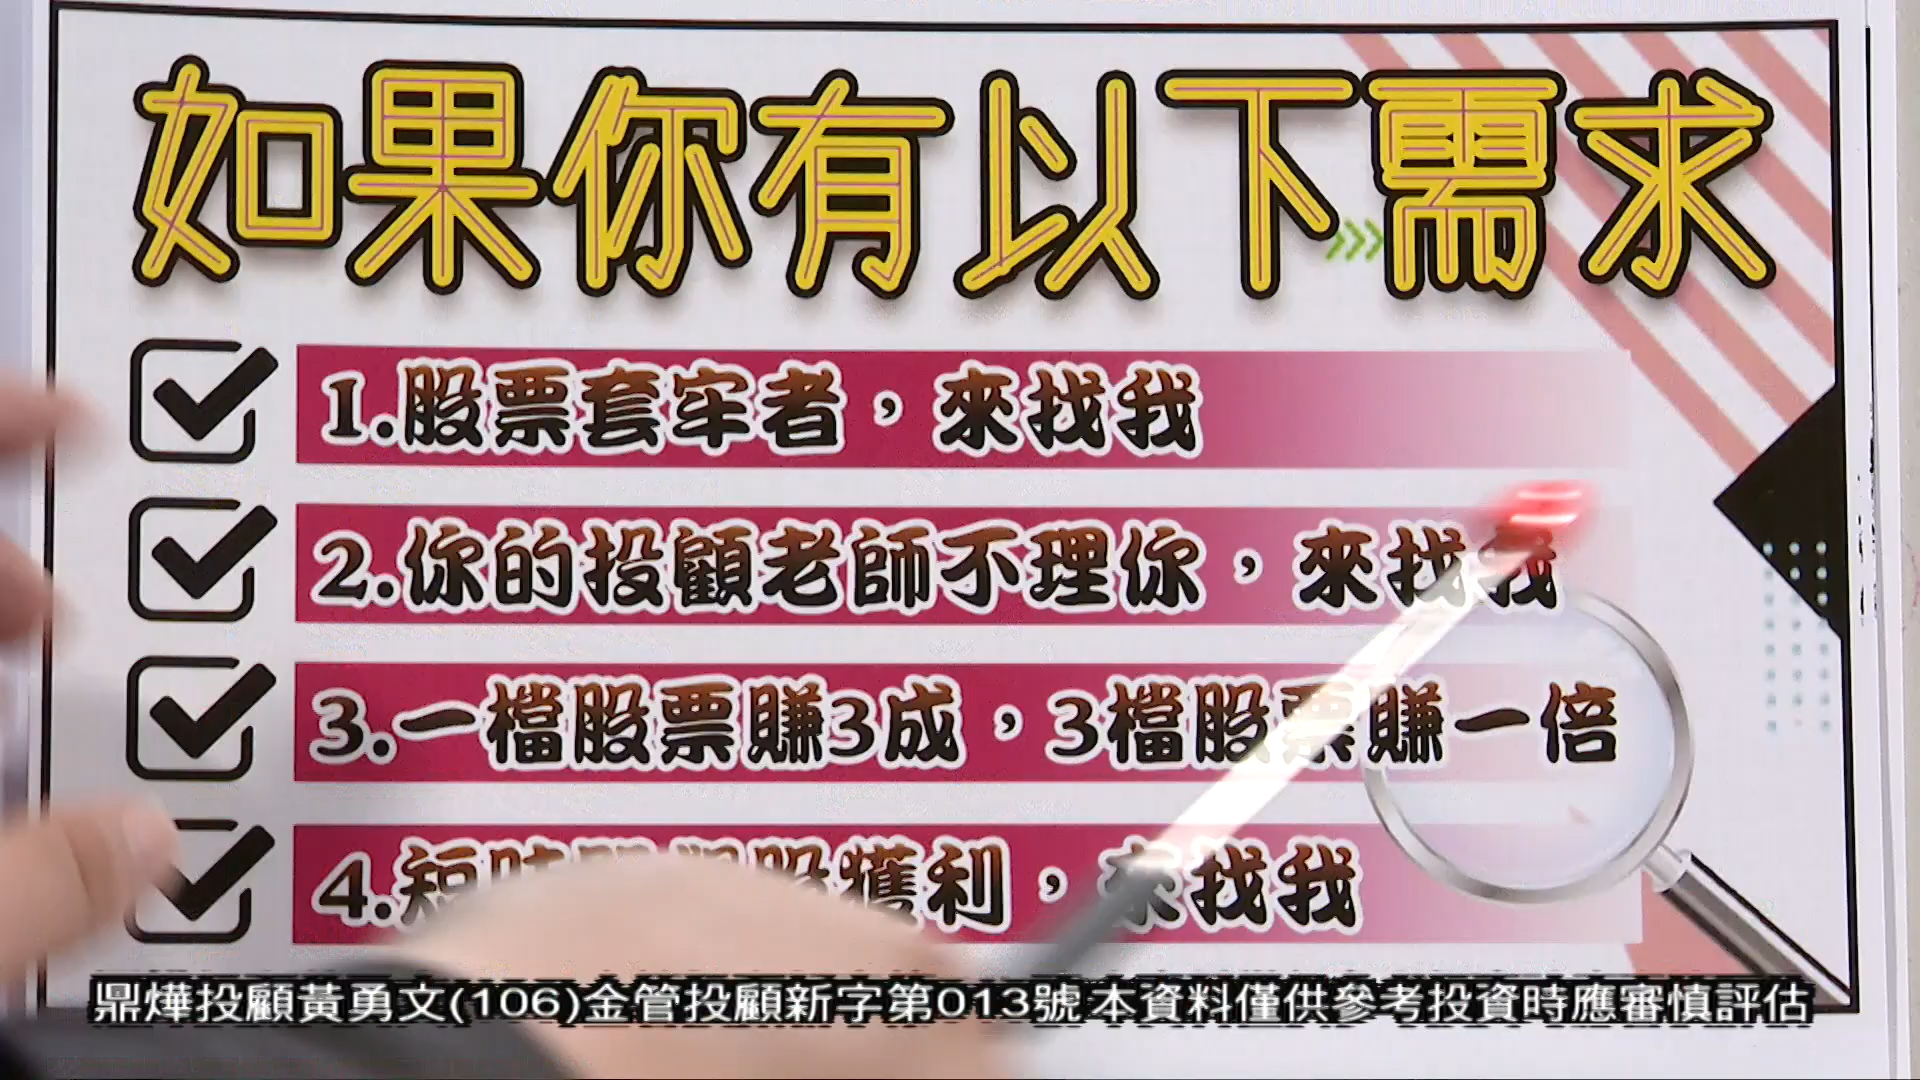 如果你有以下需求
1.股票套牢者，來找我
2.你的投顧老師不理你，來找我
3.一檔股票賺3成，3檔股票賺一倍
4.短時間 獲利，來找我
鼎燁投顧黃勇文(106)金管投顧新字第013號 本資料僅供參考投資時應審慎評估